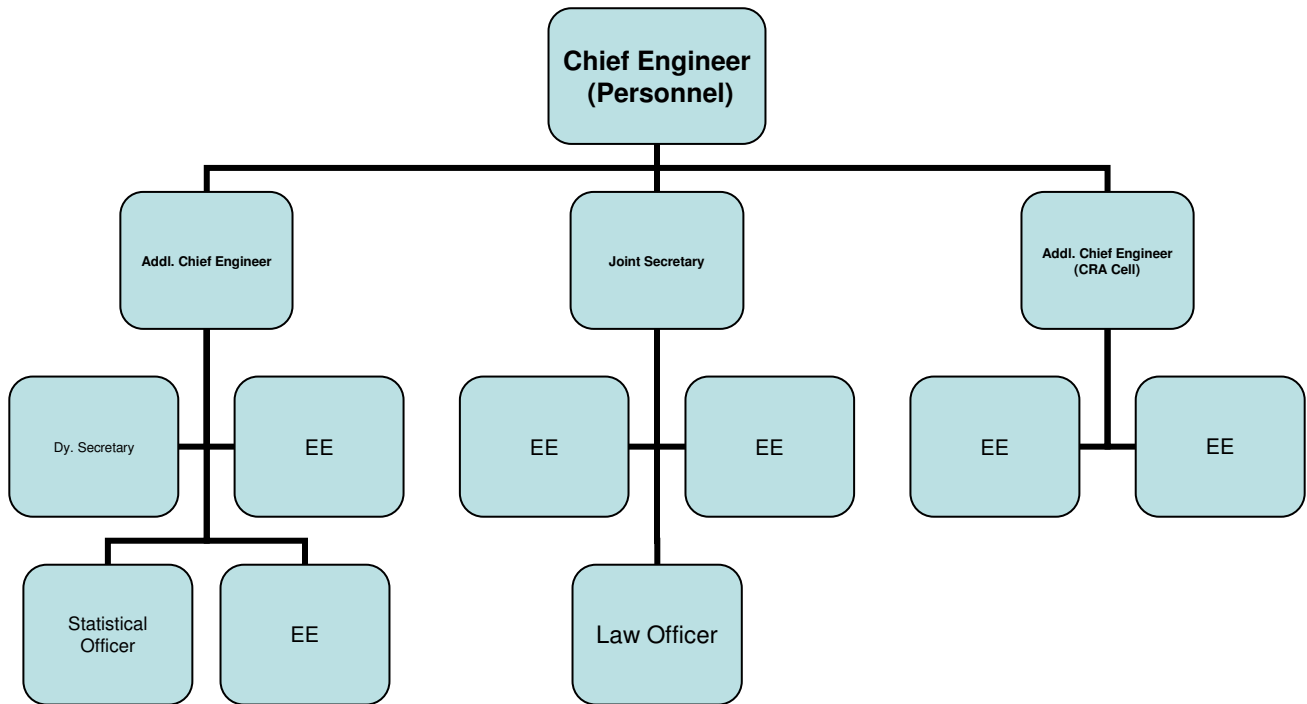 Chief Engineer
(Personnel)
Addl. Chief Engineer
Joint Secretary
Addl. Chief Engineer
(CRA Cell)
Dy. Secretary
EE
EE
EE
EE
EE
Statistical
Officer
EE
Law Officer